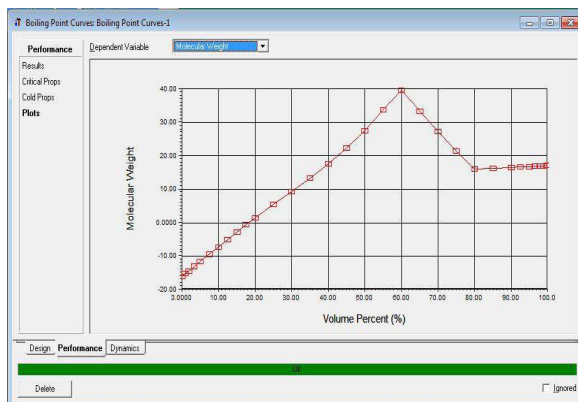 Boiling Point Curves: Boiling Point Curves-1
Performance
Results
Critical Props
Cold Props
Plots
Dependent Variable
Molecular Weight
Molecular Weight
40.00
30.00
20.00
10.00
0.0000
-10.00
-20.00
0.0000 10.00 20.00 30.00 40.00 50.00 60.00 70.00 80.00 90.00 100.0
Volume Percent (%)
Design Performance Dynamics
OK
Delete
Ignored